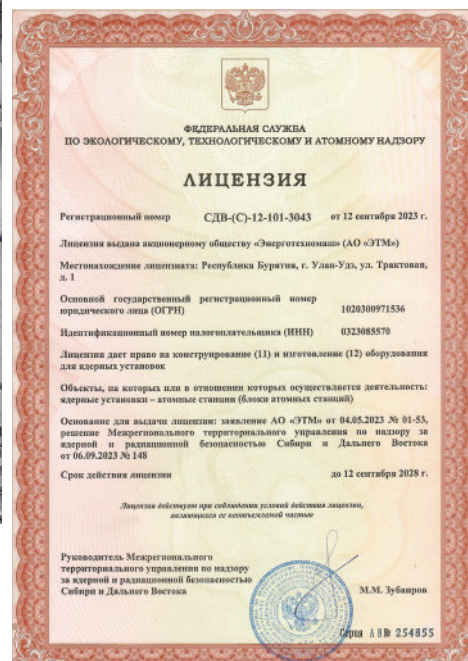 ФЕДЕРАЛЬНАЯ СЛУЖБА
ПО ЭКОЛОГИЧЕСКОМУ, ТЕХНОЛОГИЧЕСКОМУ И АТОМНОМУ НАДЗОРУ
ЛИЦЕНЗИЯ
Регистрационный номер СДВ-(С)-12-101-3043 от 12 сентября 2023 г.
Лицензия выдана акционерному обществу «Энерготехномаш» (АО «ЭТМ»)
Местонахождение лицензиата: Республика Бурятия, г. Улан-Удэ, ул. Трактовая,
д. 1
Основной государственный регистрационный номер
юридического лица (ОГРН) 1020300971536
Идентификационный номер налогоплательщика (ИНН) 0323085570
Лицензия дает право на конструирование (11) и изготовление (12) оборудования
для ядерных установок
Объекты, на которых или в отношении которых осуществляется деятельность:
ядерные установки – атомные станции (блоки атомных станций)
Основание для выдачи лицензии: заявление АО «ЭТМ» от 04.05.2023 № 01-53,
решение Межрегионального территориального управления по надзору за
ядерной и радиационной безопасностью Сибири и Дальнего Востока
от 06.09.2023 № 148
Срок действия лицензии до 12 сентября 2028 г.
Лицензия действует при соблюдении условий действия лицензии,
являющихся ее неотъемлемой частью
Руководитель Межрегионального
территориального управления по надзору
за ядерной и радиационной безопасностью
Сибири и Дальнего Востока М.М. Зубаиров
Серия А В № 254855